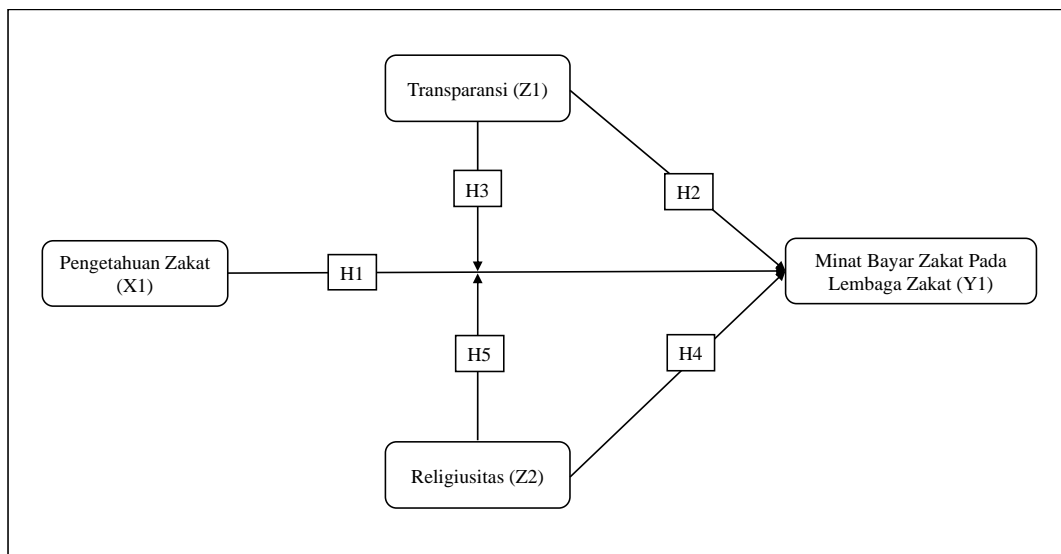 Transparansi (Z1)
H3
H2
Pengetahuan Zakat
(X1)
H1
Minat Bayar Zakat Pada
Lembaga Zakat (Y1)
H5
H4
Religiusitas (Z2)